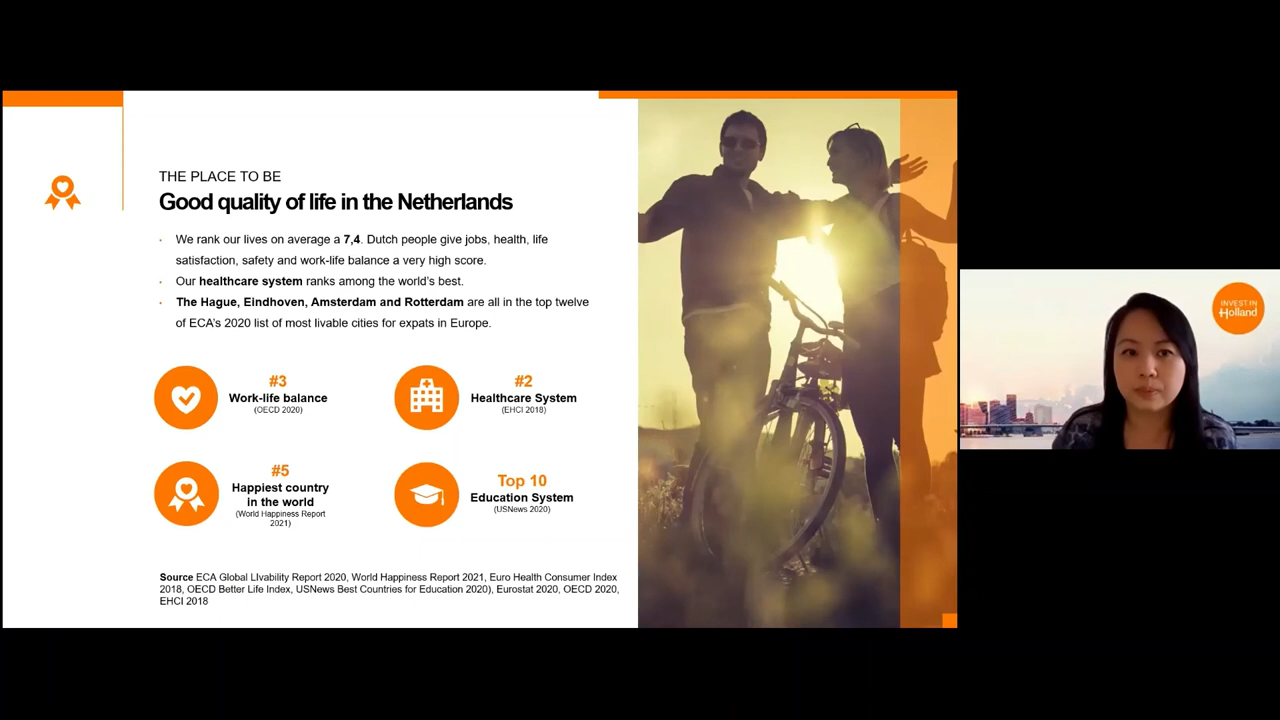 THE PLACE TO BE
Good quality of life in the Netherlands
• We rank our lives on average a 7,4. Dutch people give jobs, health, life
satisfaction, safety and work-life balance a very high score.
• Our healthcare system ranks among the world's best.
• The Hague, Eindhoven, Amsterdam and Rotterdam are all in the top twelve
of ECA's 2020 list of most livable cities for expats in Europe.
#3
Work-life balance
(OECD 2020)
#2
Healthcare System
(EHCI 2018)
#5
Happiest country
in the world
(World Happiness Report
2021)
Top 10
Education System
(USNews 2020)
Source ECA Global LIvability Report 2020, World Happiness Report 2021, Euro Health Consumer Index
2018, OECD Better Life Index, USNews Best Countries for Education 2020), Eurostat 2020, OECD 2020,
EHCI 2018
INVEST IN
Holland